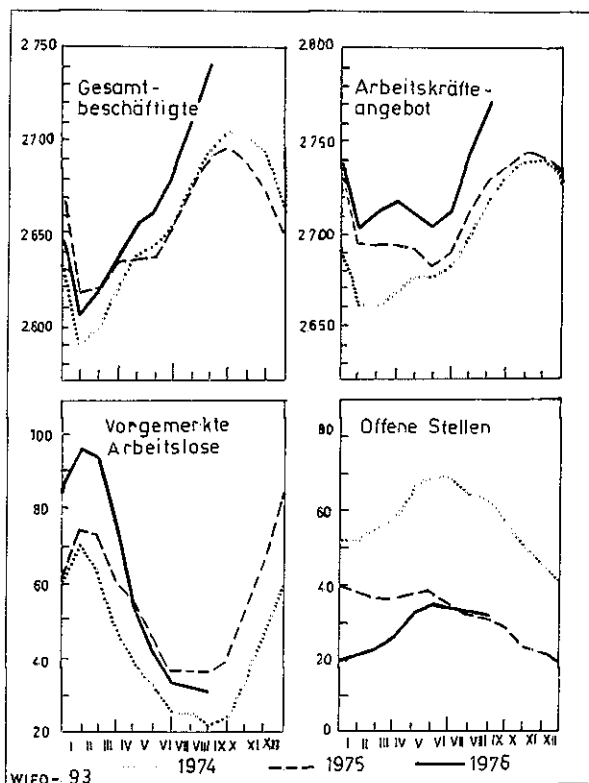 2.750
2.700
2.650
2.600
Gesamt-
beschäftigte
2.800
2.750
2.700
2.650
Arbeitskräfte-
angebot
100
80
60
40
20
Vorgemerkte
Arbeitslose
80
60
40
20
0
Offene Stellen
I II III IV V VI VII VIII IX X XI XII
I II III IV V VI VII VIII IX X XI XII
WIFO - 93
1974 1975 1976